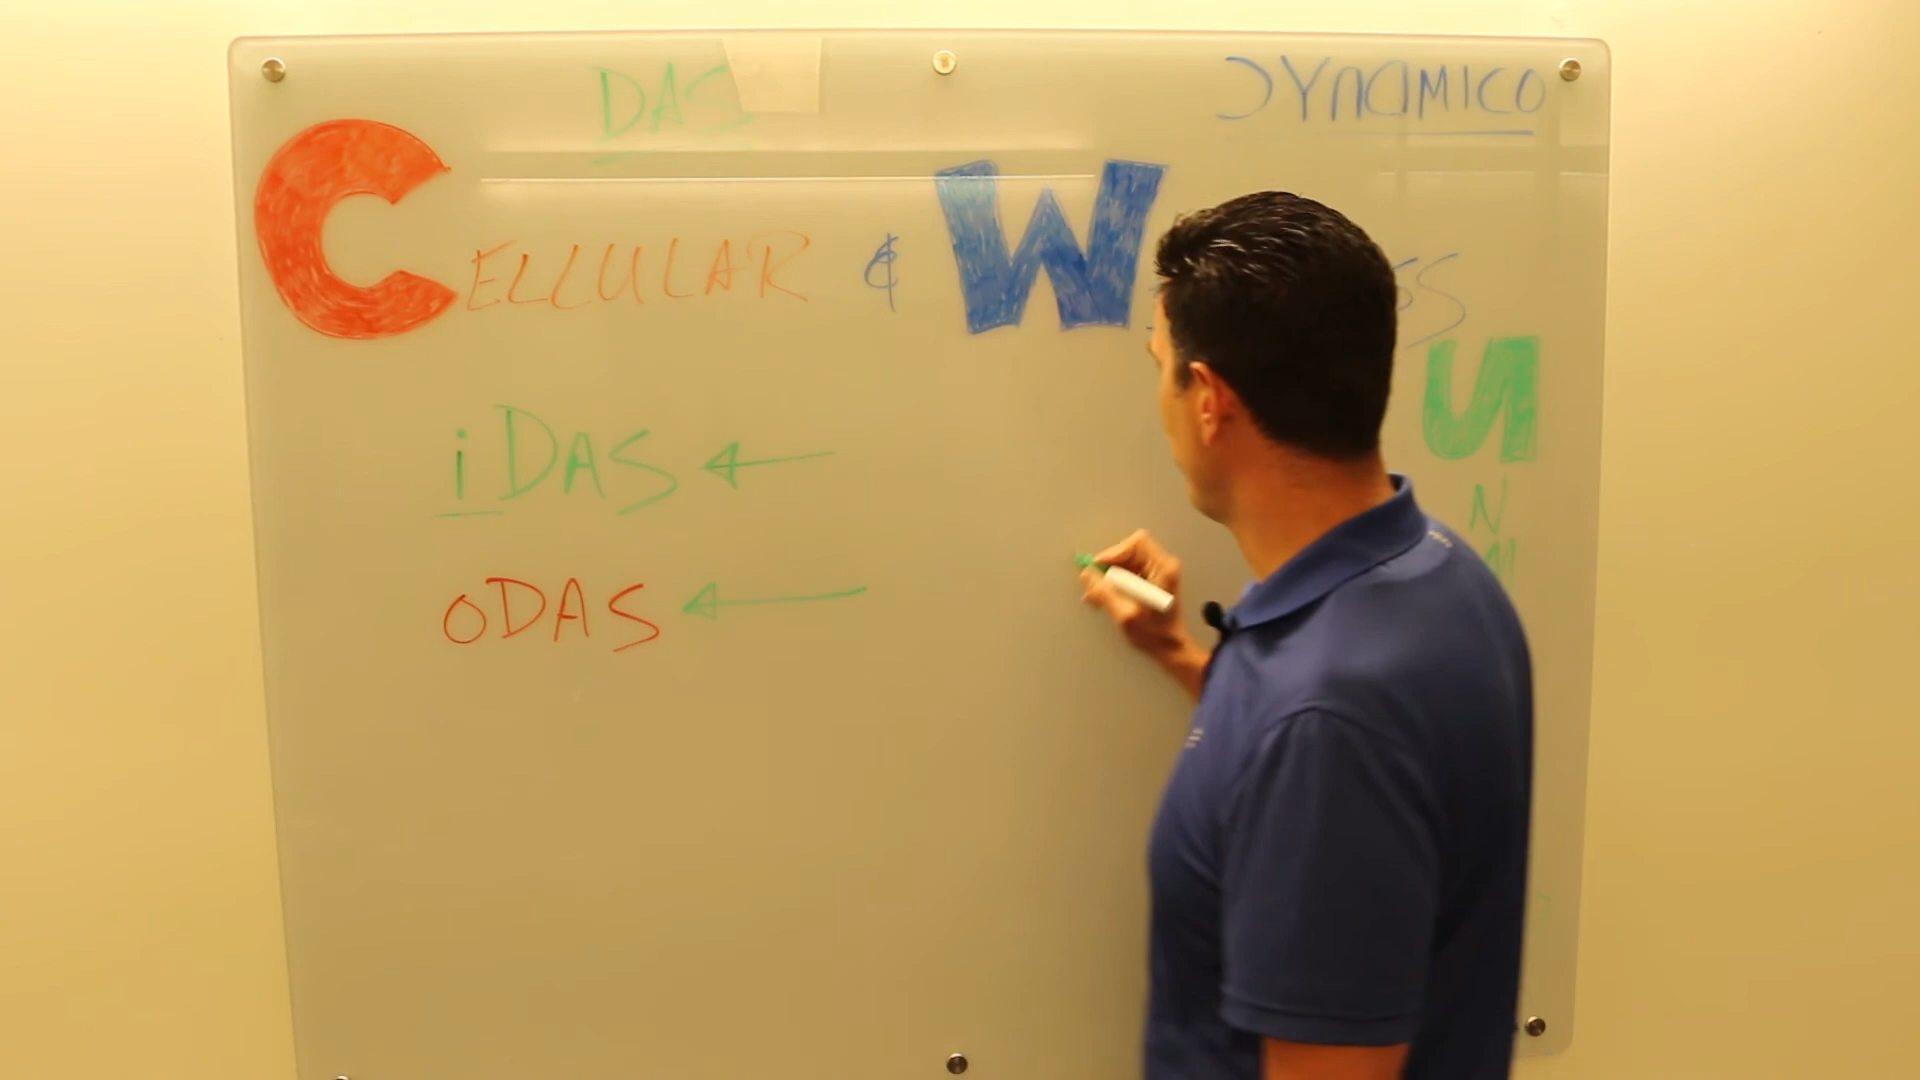 DAS
DYNAMICO
CELLULAR & W
iDAS
oDAS
U
N